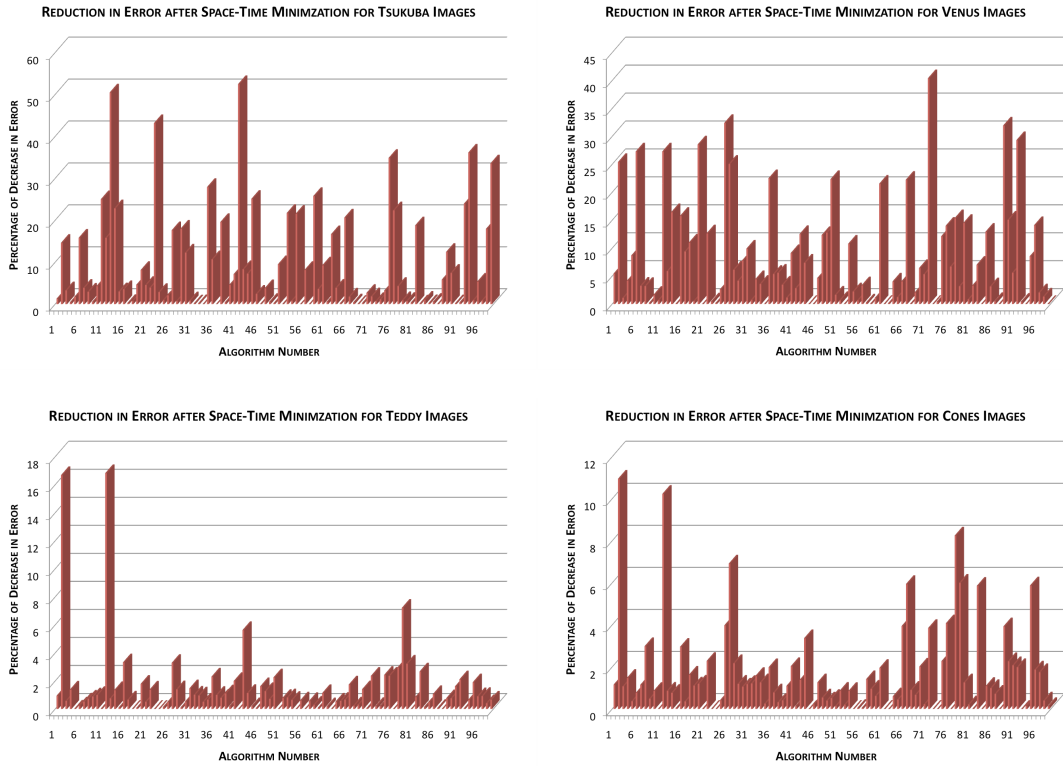 Reduction in Error after Space-Time Minimzation for Tsukuba Images
Percentage of Decrease in Error
60
50
40
30
20
10
0
1 6 11 16 21 26 31 36 41 46 51 56 61 66 71 76 81 86 91 96
Algorithm Number
Reduction in Error after Space-Time Minimzation for Venus Images
Percentage of Decrease in Error
45
40
35
30
25
20
15
10
5
0
1 6 11 16 21 26 31 36 41 46 51 56 61 66 71 76 81 86 91 96
Algorithm Number
Reduction in Error after Space-Time Minimzation for Teddy Images
Percentage of Decrease in Error
18
16
14
12
10
8
6
4
2
0
1 6 11 16 21 26 31 36 41 46 51 56 61 66 71 76 81 86 91 96
Algorithm Number
Reduction in Error after Space-Time Minimzation for Cones Images
Percentage of Decrease in Error
12
10
8
6
4
2
0
1 6 11 16 21 26 31 36 41 46 51 56 61 66 71 76 81 86 91 96
Algorithm Number